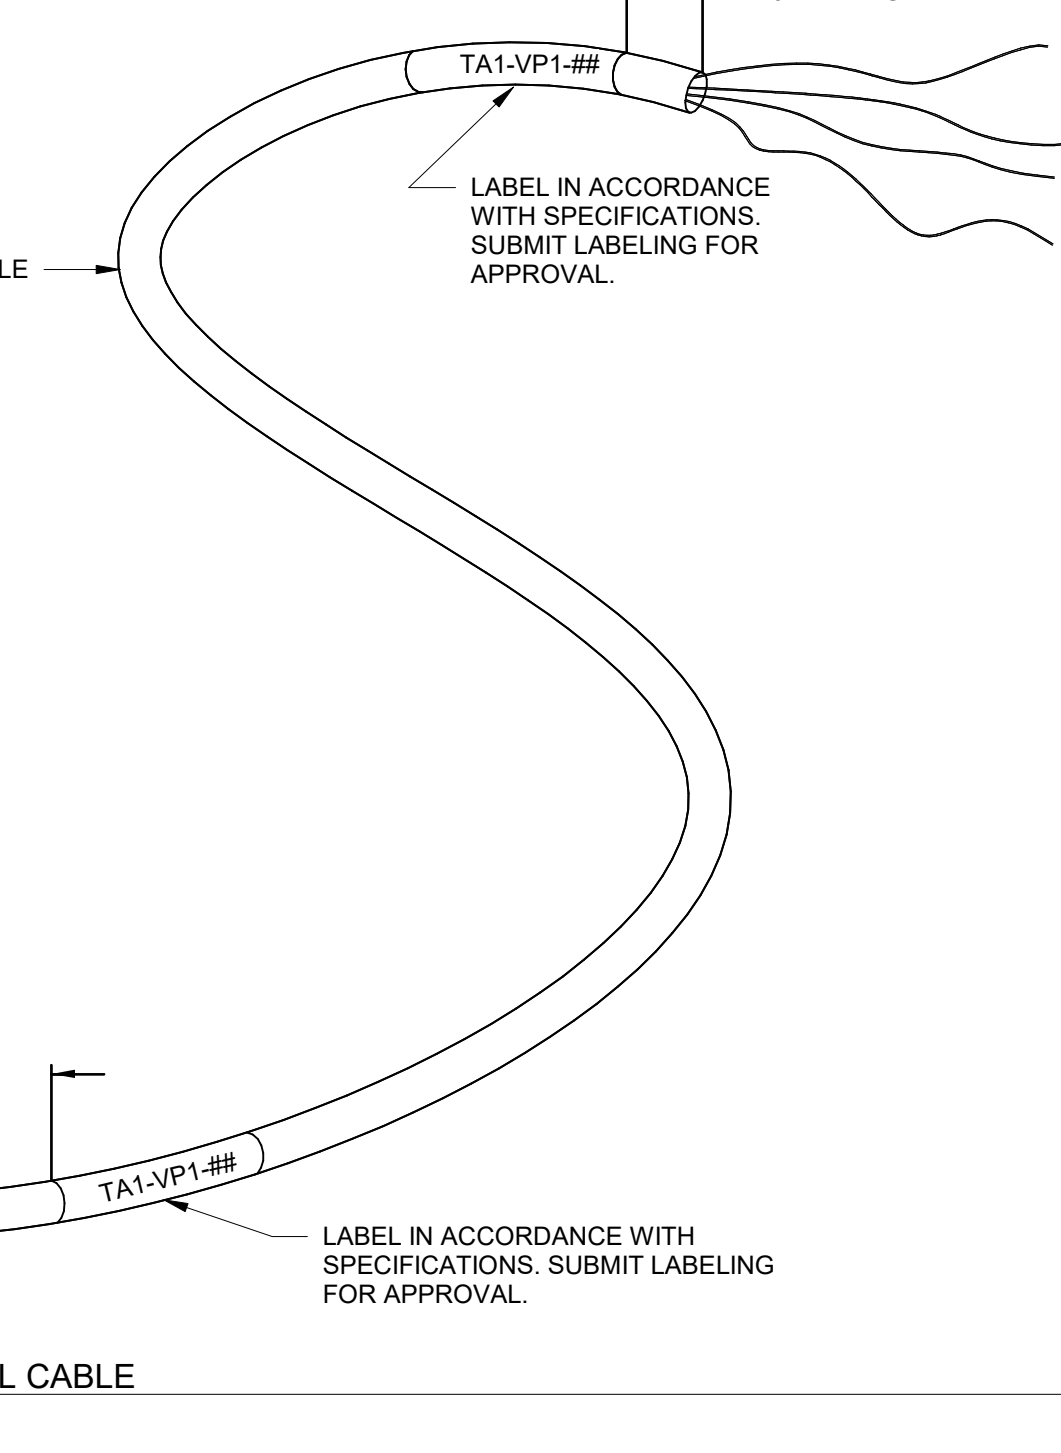 TA1-VP1-##
LABEL IN ACCORDANCE
WITH SPECIFICATIONS.
SUBMIT LABELING FOR
APPROVAL.
LE
TA1-VP1-##
LABEL IN ACCORDANCE WITH
SPECIFICATIONS. SUBMIT LABELING
FOR APPROVAL.
L CABLE